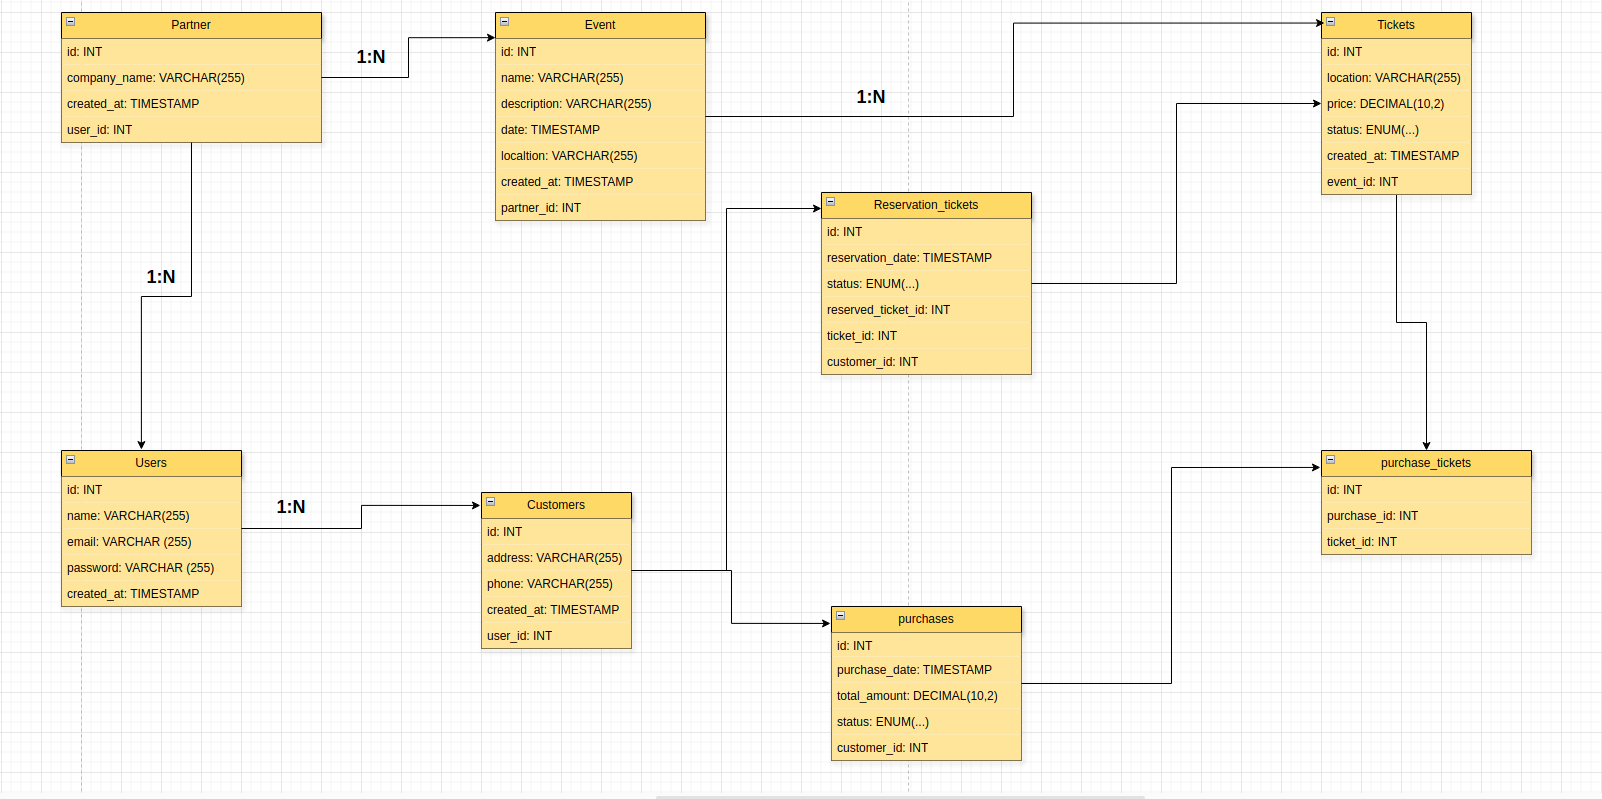 Partner
id: INT
company_name: VARCHAR(255)
created_at: TIMESTAMP
user_id: INT
1:N
Event
id: INT
name: VARCHAR(255)
description: VARCHAR(255)
date: TIMESTAMP
localtion: VARCHAR(255)
created_at: TIMESTAMP
partner_id: INT
1:N
Tickets
id: INT
location: VARCHAR(255)
price: DECIMAL(10,2)
status: ENUM(...)
created_at: TIMESTAMP
event_id: INT
Reservation_tickets
id: INT
reservation_date: TIMESTAMP
status: ENUM(...)
reserved_ticket_id: INT
ticket_id: INT
customer_id: INT
1:N
Users
id: INT
name: VARCHAR(255)
email: VARCHAR (255)
password: VARCHAR (255)
created_at: TIMESTAMP
1:N
Customers
id: INT
address: VARCHAR(255)
phone: VARCHAR(255)
created_at: TIMESTAMP
user_id: INT
purchases
id: INT
purchase_date: TIMESTAMP
total_amount: DECIMAL(10,2)
status: ENUM(...)
customer_id: INT
purchase_tickets
id: INT
purchase_id: INT
ticket_id: INT